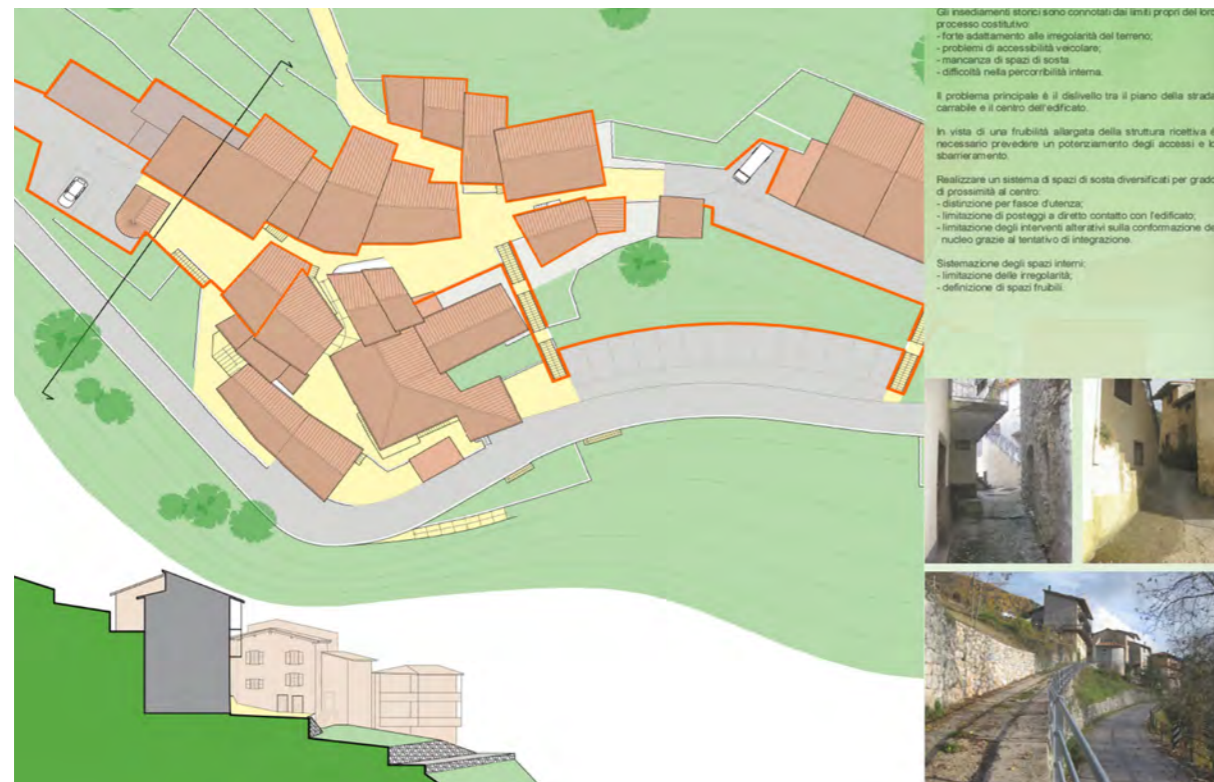 Gli insediamenti storici sono connotati dai limiti propri del loro
processo costitutivo
- forte adattamento alle irregolarità del terreno;
- problemi di accessibilità veicolare;
- mancanza di spazi di sosta
- difficoltà nella percorribilità interna.
Il problema principale è il dislivello tra il piano della strada
carrabile e il centro dell'edificato.
In vista di una fruibilità allargata della struttura ricettiva è
necessario prevedere un potenziamento degli accessi e lo
sbarrieramento.
Realizzare un sistema di spazi di sosta diversificati per grado
di prossimità al centro:
- distinzione per fasce d'utenza;
- limitazione di posteggi a diretto contatto con l'edificato;
- limitazione degli interventi alterativi sulla conformazione de
nucleo grazie al tentativo di integrazione.
Sistemazione degli spazi interni:
- limitazione delle irregolarità;
- definizione di spazi fruibili.